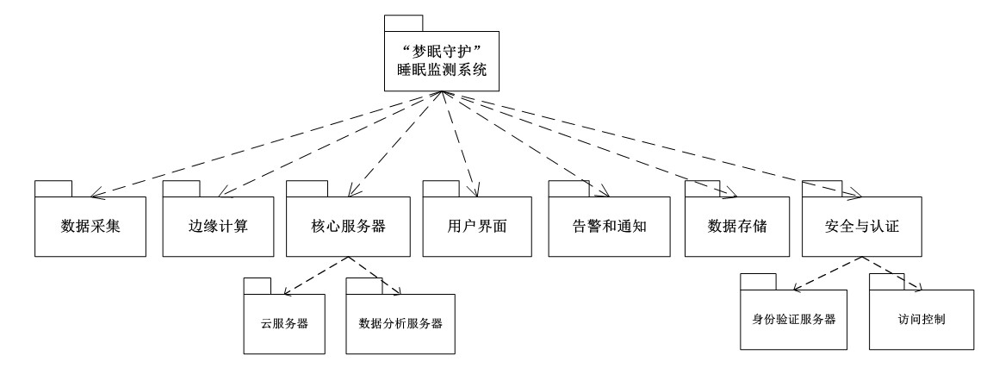 “梦眠守护”
睡眠监测系统
数据采集
边缘计算
核心服务器
用户界面
告警和通知
数据存储
安全与认证
云服务器
数据分析服务器
身份验证服务器
访问控制